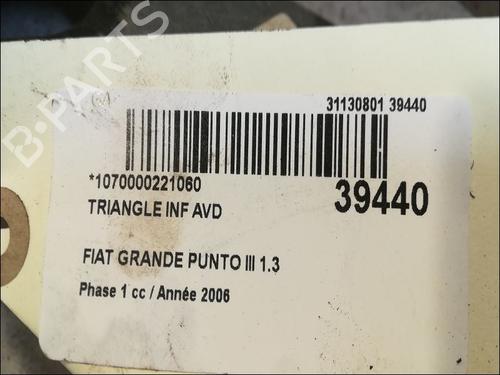 B-PARTS
31130801 39440
*1070000221060
39440
TRIANGLE INF AVD
FIAT GRANDE PUNTO III 1.3
Phase 1 cc / Année 2006